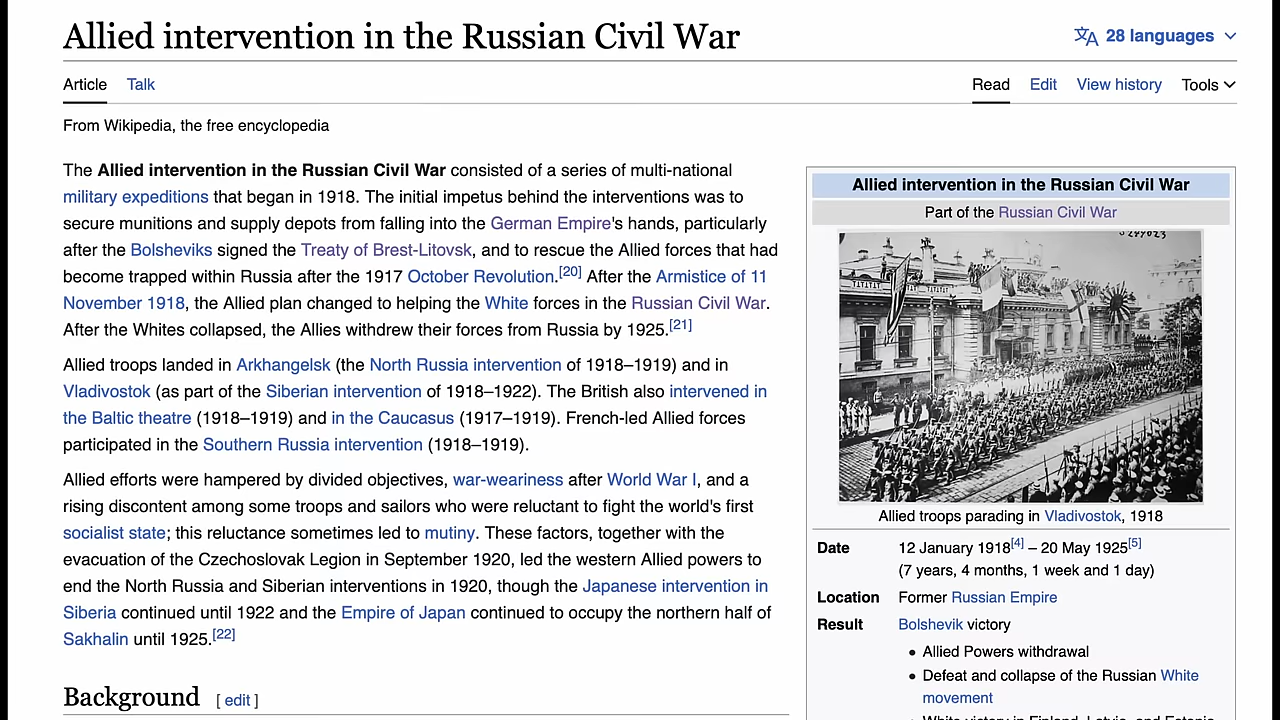 Allied intervention in the Russian Civil War
28 languages
Article Talk
Read Edit View history Tools
From Wikipedia, the free encyclopedia
The Allied intervention in the Russian Civil War consisted of a series of multi-national
military expeditions that began in 1918. The initial impetus behind the interventions was to
secure munitions and supply depots from falling into the German Empire's hands, particularly
after the Bolsheviks signed the Treaty of Brest-Litovsk, and to rescue the Allied forces that had
become trapped within Russia after the 1917 October Revolution.[20] After the Armistice of 11
November 1918, the Allied plan changed to helping the White forces in the Russian Civil War.
After the Whites collapsed, the Allies withdrew their forces from Russia by 1925.[21]
Allied troops landed in Arkhangelsk (the North Russia intervention of 1918–1919) and in
Vladivostok (as part of the Siberian intervention of 1918–1922). The British also intervened in
the Baltic theatre (1918–1919) and in the Caucasus (1917–1919). French-led Allied forces
participated in the Southern Russia intervention (1918–1919).
Allied efforts were hampered by divided objectives, war-weariness after World War I, and a
rising discontent among some troops and sailors who were reluctant to fight the world's first
socialist state; this reluctance sometimes led to mutiny. These factors, together with the
evacuation of the Czechoslovak Legion in September 1920, led the western Allied powers to
end the North Russia and Siberian interventions in 1920, though the Japanese intervention in
Siberia continued until 1922 and the Empire of Japan continued to occupy the northern half of
Sakhalin until 1925.[22]
Background [ edit ]
Allied intervention in the Russian Civil War
Part of the Russian Civil War
Allied troops parading in Vladivostok, 1918
Date 12 January 1918[4] – 20 May 1925[5]
(7 years, 4 months, 1 week and 1 day)
Location Former Russian Empire
Result Bolshevik victory
• Allied Powers withdrawal
• Defeat and collapse of the Russian White
movement
White victory in Finland, Latvia, and Estonia